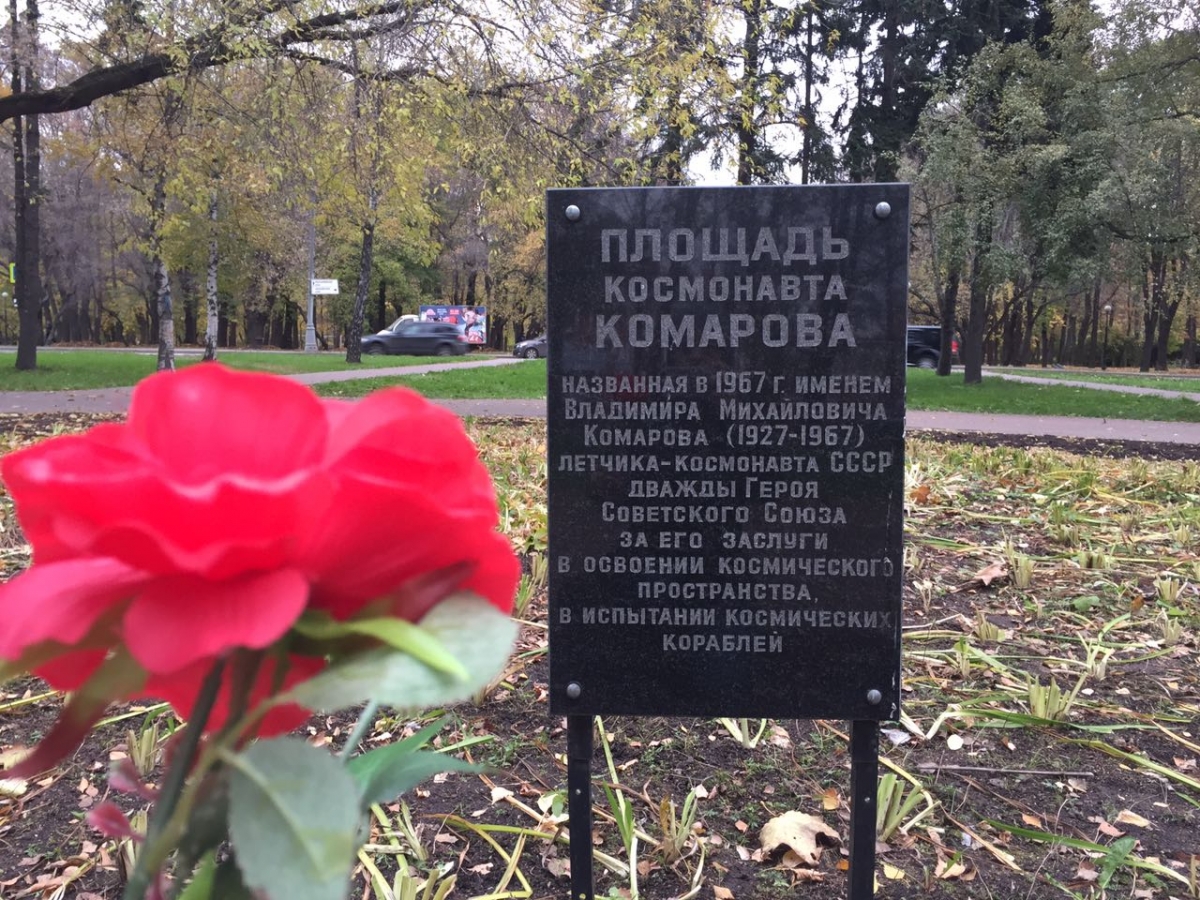 ПЛОЩАДЬ
КОСМОНАВТА
КОМАРОВА
НАЗВАННАЯ В 1967 Г. ИМЕНЕМ
ВЛАДИМИРА МИХАЙЛОВИЧА
КОМАРОВА (1927-1967)
ЛЕТЧИКА-КОСМОНАВТА СССР
ДВАЖДЫ ГЕРОЯ
СОВЕТСКОГО СОЮЗА
ЗА ЕГО ЗАСЛУГИ
В ОСВОЕНИИ КОСМИЧЕСКОГО
ПРОСТРАНСТВА,
В ИСПЫТАНИИ КОСМИЧЕСКИХ
КОРАБЛЕЙ